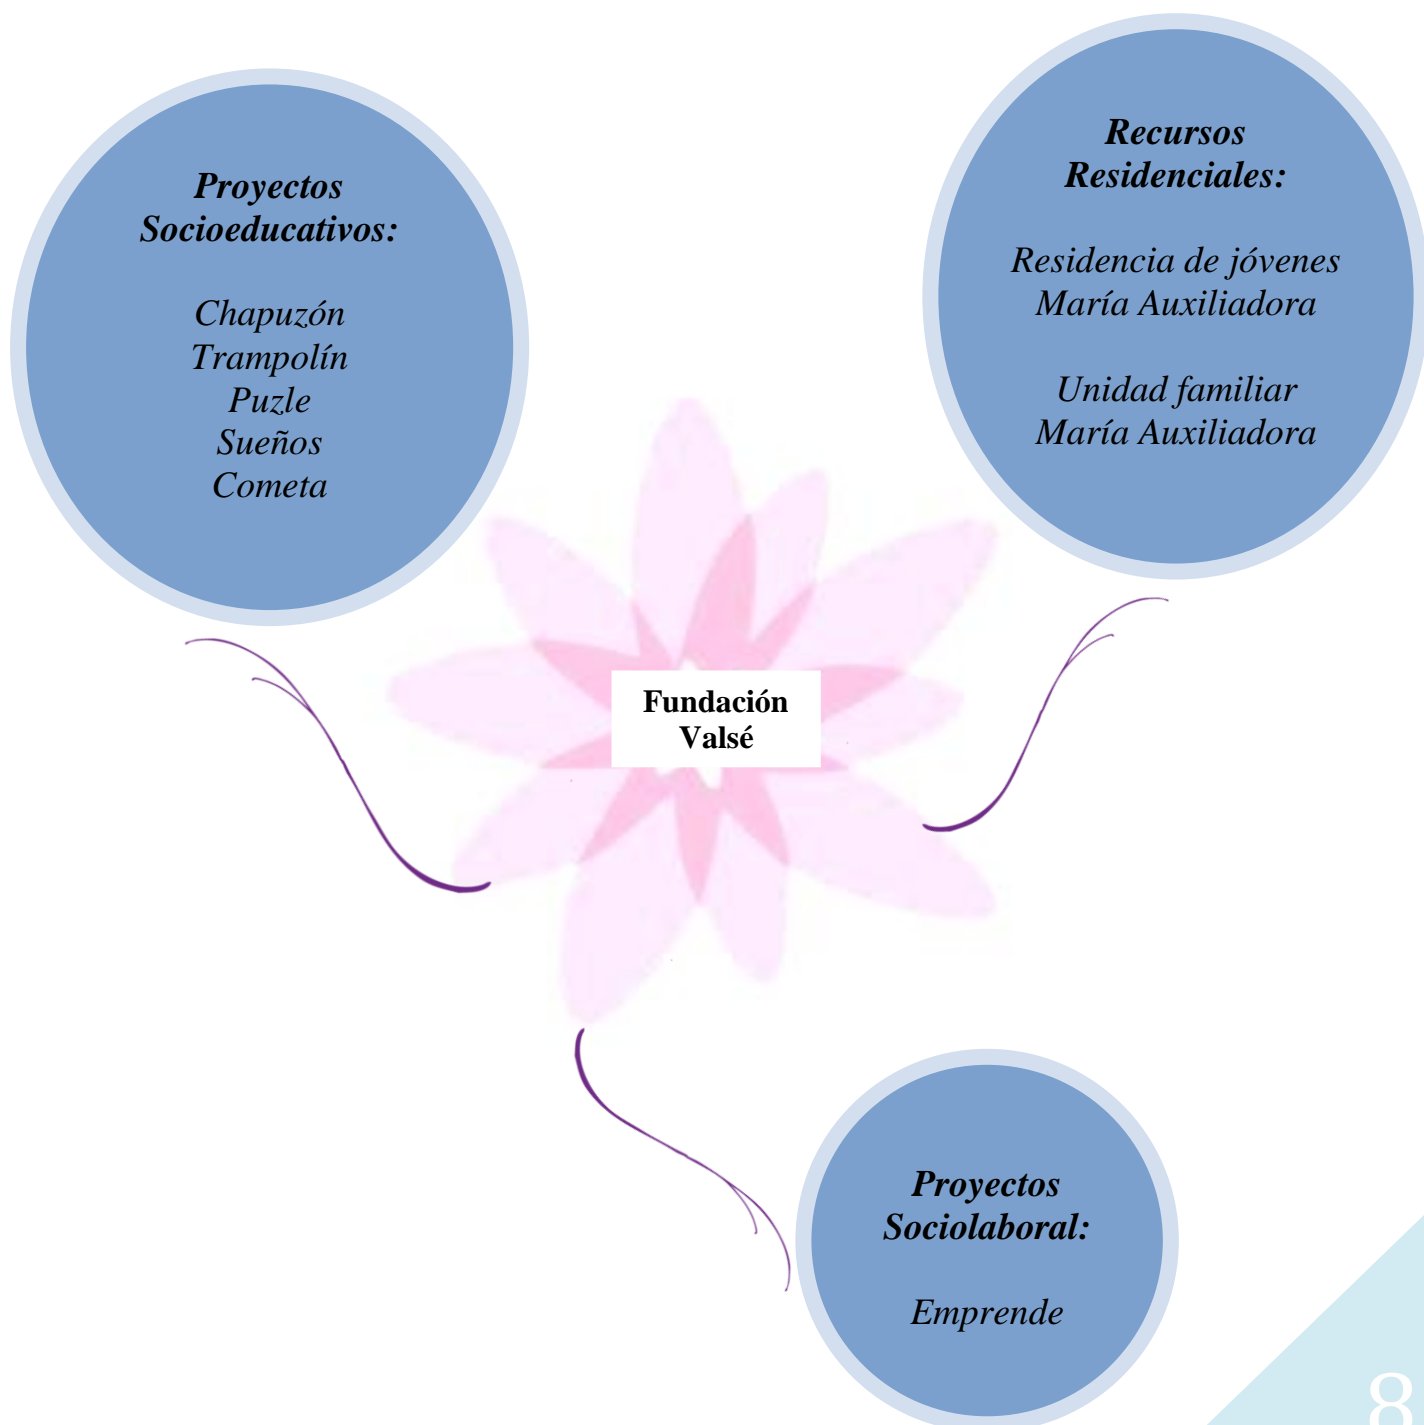 Proyectos
Socioeducativos:
Chapuzón
Trampolín
Puzle
Sueños
Cometa
Recursos
Residenciales:
Residencia de jóvenes
María Auxiliadora
Unidad familiar
María Auxiliadora
Fundación
Valsé
Proyectos
Sociolaboral:
Emprende
8